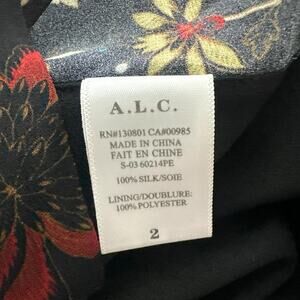 A.L.C.
RN#130801 CA#00985
MADE IN CHINA
FAIT EN CHINE
S-03 60214PE
100% SILK/SOIE
LINING/DOUBLURE:
100% POLYESTER
2